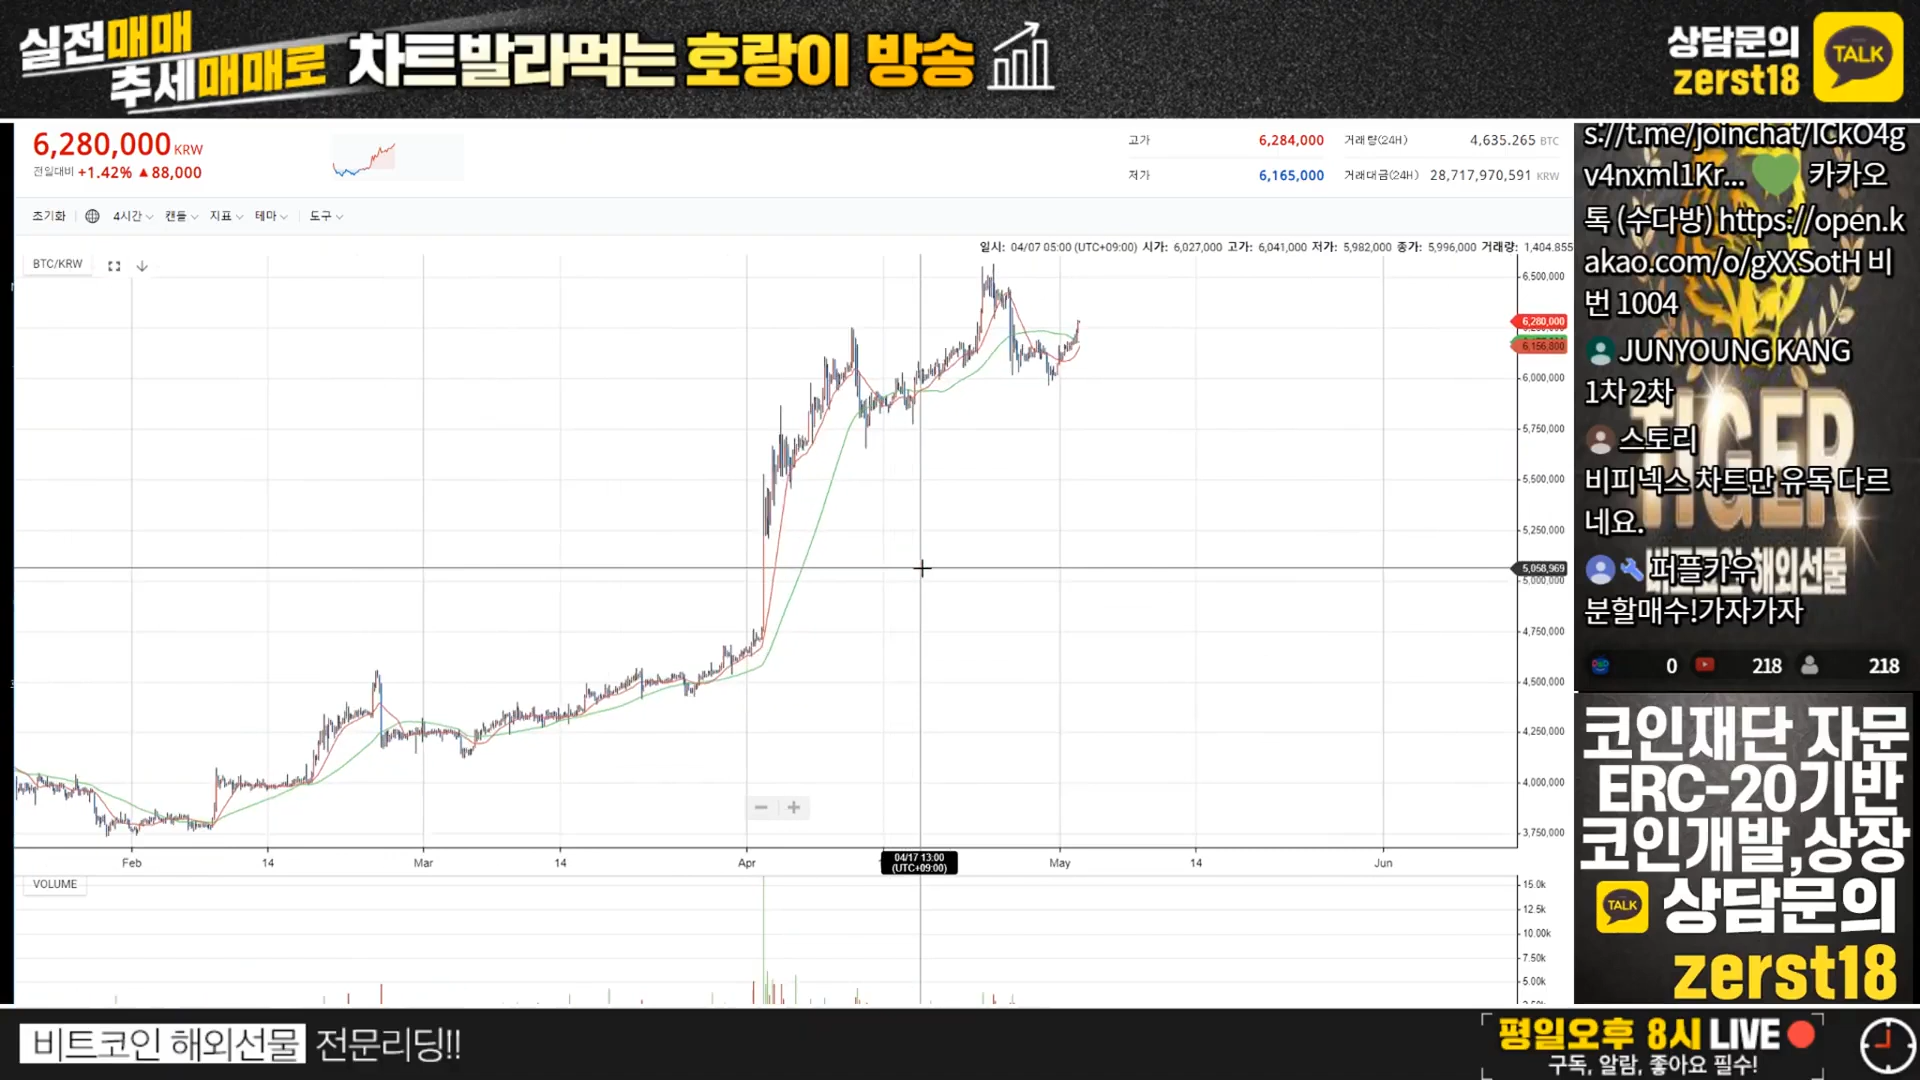 실전매매
추세매매로
차트발라먹는 호랑이 방송
상담문의
zerst18
TALK
6,280,000 KRW
전일대비 +1.42% ▲88,000
고가 6,284,000 거래량(24H) 4,635.265 BTC
저가 6,165,000 거래대금(24H) 28,717,970,591 KRW
초기화 4시간 캔들 지표 테마 도구
일시: 04/07 05:00 (UTC+09:00) 시가: 6,027,000 고가: 6,041,000 저가: 5,982,000 종가: 5,996,000 거래량: 1,404.855
BTC/KRW
6,500,000
6,280,000
6,156,800
6,000,000
5,750,000
5,500,000
5,250,000
5,058,969
5,000,000
4,750,000
4,500,000
4,250,000
4,000,000
3,750,000
Feb 14 Mar 14 Apr May 14 Jun
04/17 13:00
(UTC+09:00)
VOLUME
15.0k
12.5k
10.00k
7.50k
5.00k
s://t.me/joinchat/ICkO4g
v4nxml1Kr... 💚 카카오
톡 (수다방) https://open.k
akao.com/o/gXXSotH 비
번 1004
JUNYOUNG KANG
1차 2차
스토리
비피넥스 차트만 유독 다르
네요.
퍼플카우
분할매수!가자가자
TIGER
비트코인 해외선물
0 218 218
코인재단 자문
ERC-20기반
코인개발,상장
TALK 상담문의
zerst18
비트코인 해외선물 전문리딩!!
평일오후 8시 LIVE
구독, 알람, 좋아요 필수!